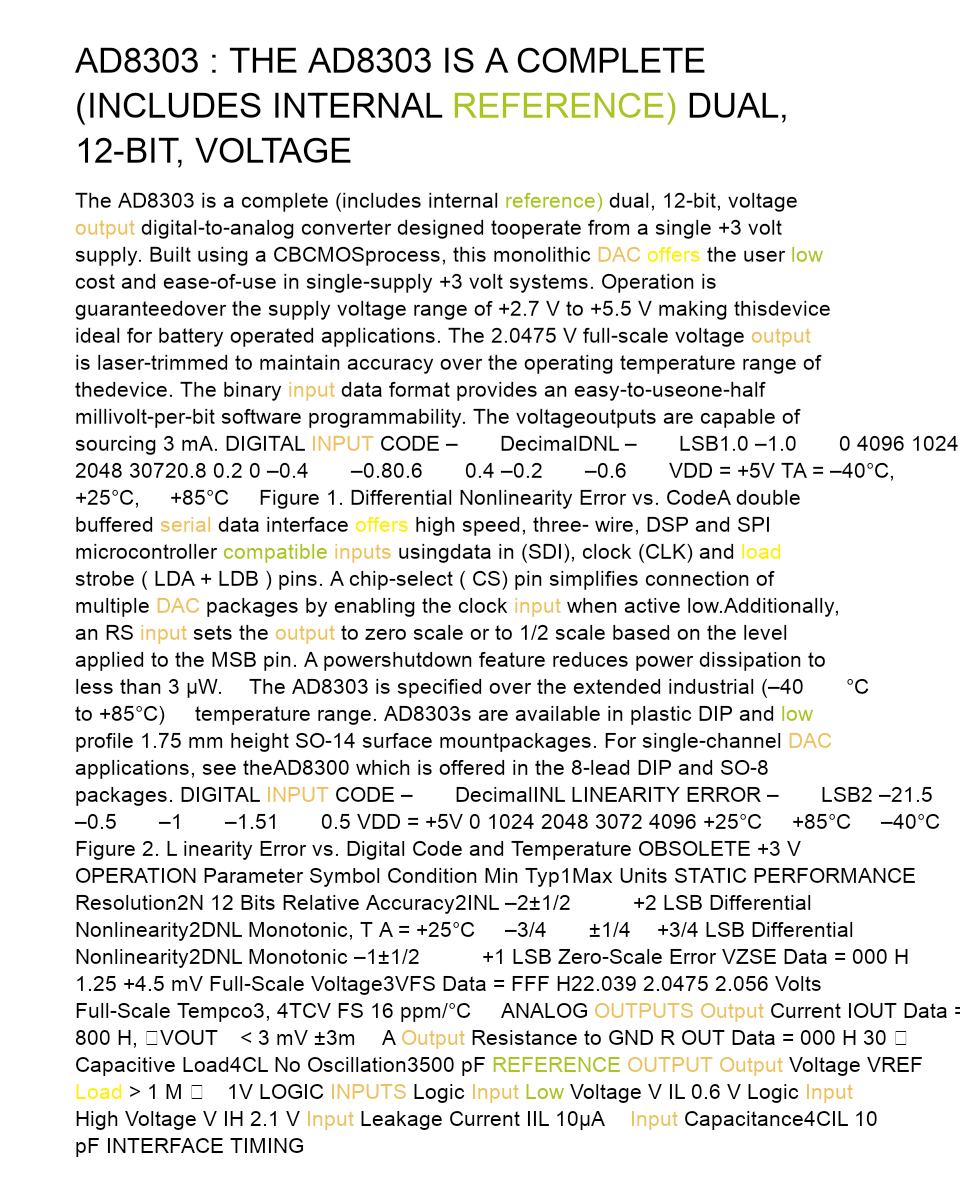 AD8303 : THE AD8303 IS A COMPLETE
(INCLUDES INTERNAL REFERENCE) DUAL,
12-BIT, VOLTAGE
The AD8303 is a complete (includes internal reference) dual, 12-bit, voltage
output digital-to-analog converter designed tooperate from a single +3 volt
supply. Built using a CBCMOSprocess, this monolithic DAC offers the user low
cost and ease-of-use in single-supply +3 volt systems. Operation is
guaranteedover the supply voltage range of +2.7 V to +5.5 V making thisdevice
ideal for battery operated applications. The 2.0475 V full-scale voltage output
is laser-trimmed to maintain accuracy over the operating temperature range of
thedevice. The binary input data format provides an easy-to-useone-half
millivolt-per-bit software programmability. The voltageoutputs are capable of
sourcing 3 mA. DIGITAL INPUT CODE – DecimalDNL – LSB1.0 –1.0 0 4096 1024
2048 30720.8 0.2 0 –0.4 –0.80.6 0.4 –0.2 –0.6 VDD = +5V TA = –40°C,
+25°C, +85°C Figure 1. Differential Nonlinearity Error vs. CodeA double
buffered serial data interface offers high speed, three- wire, DSP and SPI
microcontroller compatible inputs usingdata in (SDI), clock (CLK) and load
strobe ( LDA + LDB ) pins. A chip-select ( CS) pin simplifies connection of
multiple DAC packages by enabling the clock input when active low.Additionally,
an RS input sets the output to zero scale or to 1/2 scale based on the level
applied to the MSB pin. A powershutdown feature reduces power dissipation to
less than 3 µW. The AD8303 is specified over the extended industrial (–40 °C
to +85°C) temperature range. AD8303s are available in plastic DIP and low
profile 1.75 mm height SO-14 surface mountpackages. For single-channel DAC
applications, see theAD8300 which is offered in the 8-lead DIP and SO-8
packages. DIGITAL INPUT CODE – DecimalINL LINEARITY ERROR – LSB2 –21.5
–0.5 –1 –1.51 0.5 VDD = +5V 0 1024 2048 3072 4096 +25°C +85°C –40°C
Figure 2. L inearity Error vs. Digital Code and Temperature OBSOLETE +3 V
OPERATION Parameter Symbol Condition Min Typ1Max Units STATIC PERFORMANCE
Resolution2N 12 Bits Relative Accuracy2INL –2±1/2 +2 LSB Differential
Nonlinearity2DNL Monotonic, T A = +25°C –3/4 ±1/4 +3/4 LSB Differential
Nonlinearity2DNL Monotonic –1±1/2 +1 LSB Zero-Scale Error VZSE Data = 000 H
1.25 +4.5 mV Full-Scale Voltage3VFS Data = FFF H22.039 2.0475 2.056 Volts
Full-Scale Tempco3, 4TCV FS 16 ppm/°C ANALOG OUTPUTS Output Current IOUT Data =
800 H, □VOUT < 3 mV ±3m A Output Resistance to GND R OUT Data = 000 H 30 □
Capacitive Load4CL No Oscillation3500 pF REFERENCE OUTPUT Output Voltage VREF
Load > 1 M □ 1V LOGIC INPUTS Logic Input Low Voltage V IL 0.6 V Logic Input
High Voltage V IH 2.1 V Input Leakage Current IIL 10µA Input Capacitance4CIL 10
pF INTERFACE TIMING